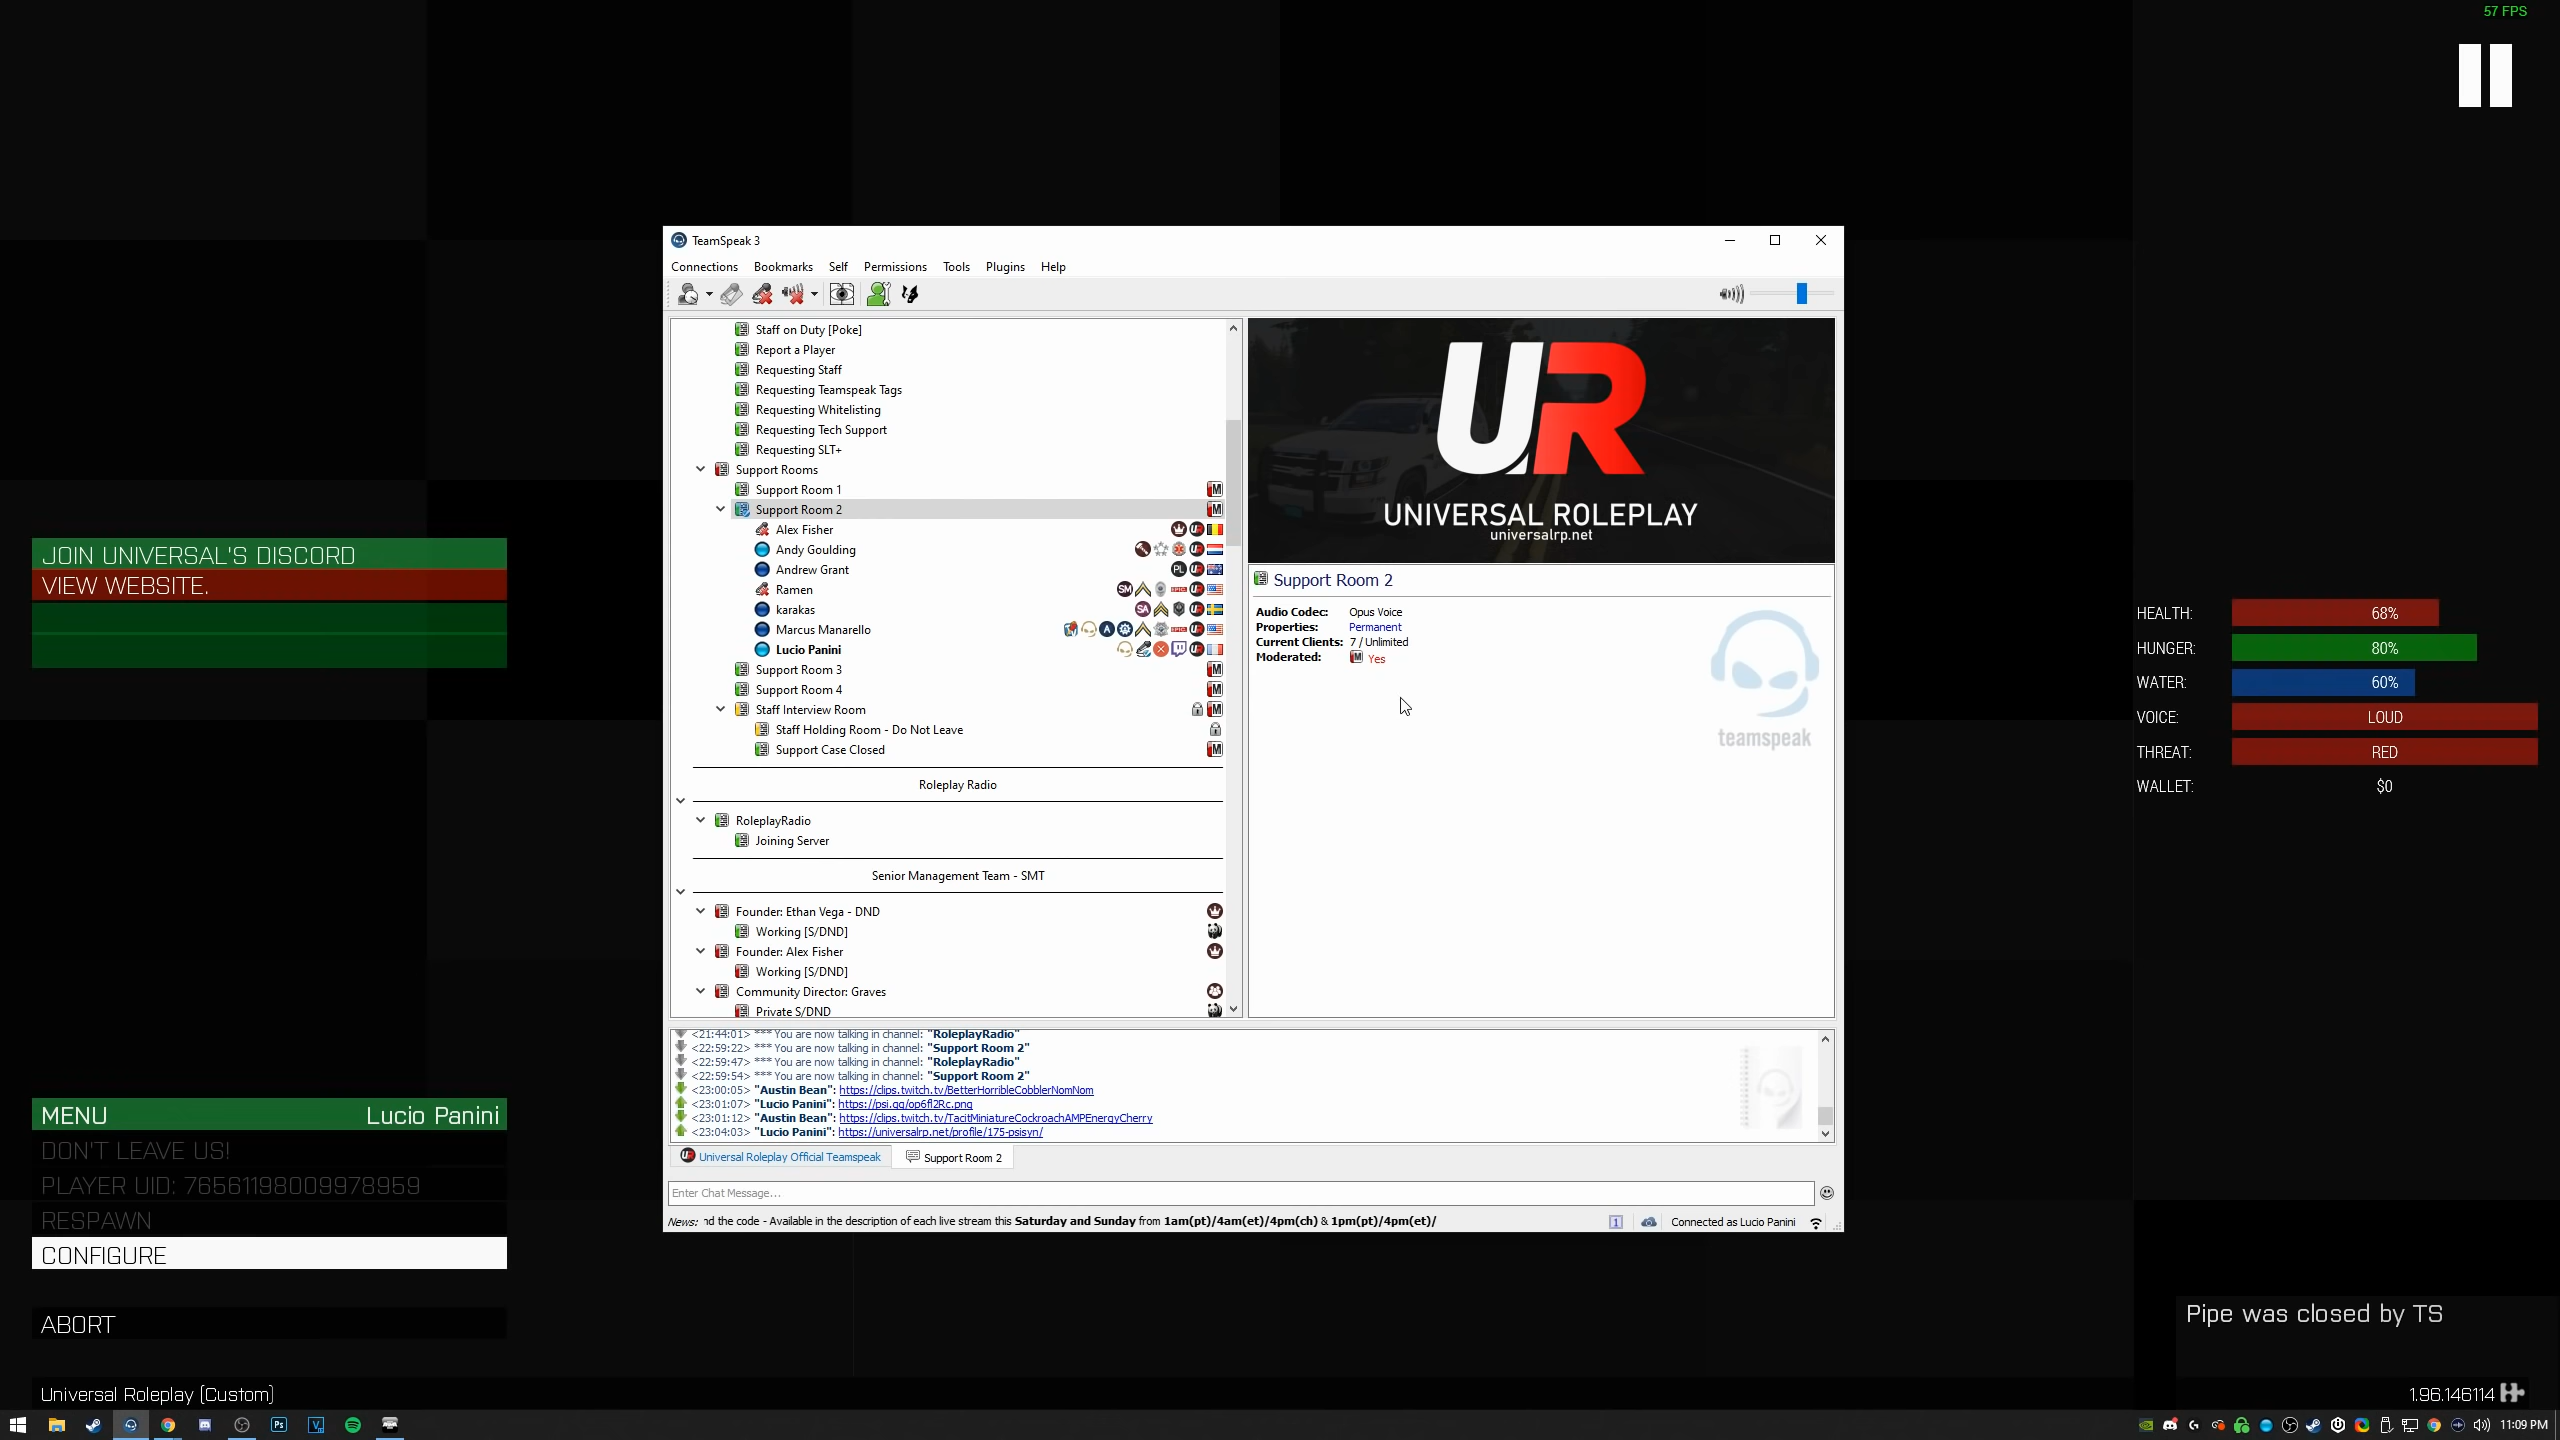 57 FPS
TeamSpeak 3
Connections Bookmarks Self Permissions Tools Plugins Help
Staff on Duty [Poke]
Report a Player
Requesting Staff
Requesting Teamspeak Tags
Requesting Whitelisting
Requesting Tech Support
Requesting SLT+
Support Rooms
Support Room 1
Support Room 2
Alex Fisher
Andy Goulding
Andrew Grant
Ramen
karakas
Marcus Manarello
Lucio Panini
Support Room 3
Support Room 4
Staff Interview Room
Staff Holding Room - Do Not Leave
Support Case Closed
Roleplay Radio
RoleplayRadio
Joining Server
Senior Management Team - SMT
Founder: Ethan Vega - DND
Working [S/DND]
Founder: Alex Fisher
Working [S/DND]
Community Director: Graves
Private S/DND
UR
UNIVERSAL ROLEPLAY
universalrp.net
Support Room 2
Audio Codec: Opus Voice
Properties: Permanent
Current Clients: 7 / Unlimited
Moderated: M Yes
teamspeak
<21:44:01> *** You are now talking in channel: "RoleplayRadio"
<22:59:22> *** You are now talking in channel: "Support Room 2"
<22:59:47> *** You are now talking in channel: "RoleplayRadio"
<22:59:54> *** You are now talking in channel: "Support Room 2"
<23:00:05> "Austin Bean": https://clips.twitch.tv/BetterHorribleCobblerNomNom
<23:01:07> "Lucio Panini": https://psi.gg/op6fl2Rc.png
<23:01:12> "Austin Bean": https://clips.twitch.tv/TacitMiniatureCockroachAMPEnergyCherry
<23:04:03> "Lucio Panini": https://universalrp.net/profile/175-psisyn/
Universal Roleplay Official Teamspeak Support Room 2
Enter Chat Message...
News: nd the code - Available in the description of each live stream this Saturday and Sunday from 1am(pt)/4am(et)/4pm(ch) & 1pm(pt)/4pm(et)/
1 Connected as Lucio Panini
JOIN UNIVERSAL'S DISCORD
VIEW WEBSITE.
MENU Lucio Panini
DON'T LEAVE US!
PLAYER UID: 76561198009978959
RESPAWN
CONFIGURE
ABORT
Universal Roleplay (Custom)
HEALTH: 68%
HUNGER: 80%
WATER: 60%
VOICE: LOUD
THREAT: RED
WALLET: $0
Pipe was closed by TS
1.96.146114
11:09 PM